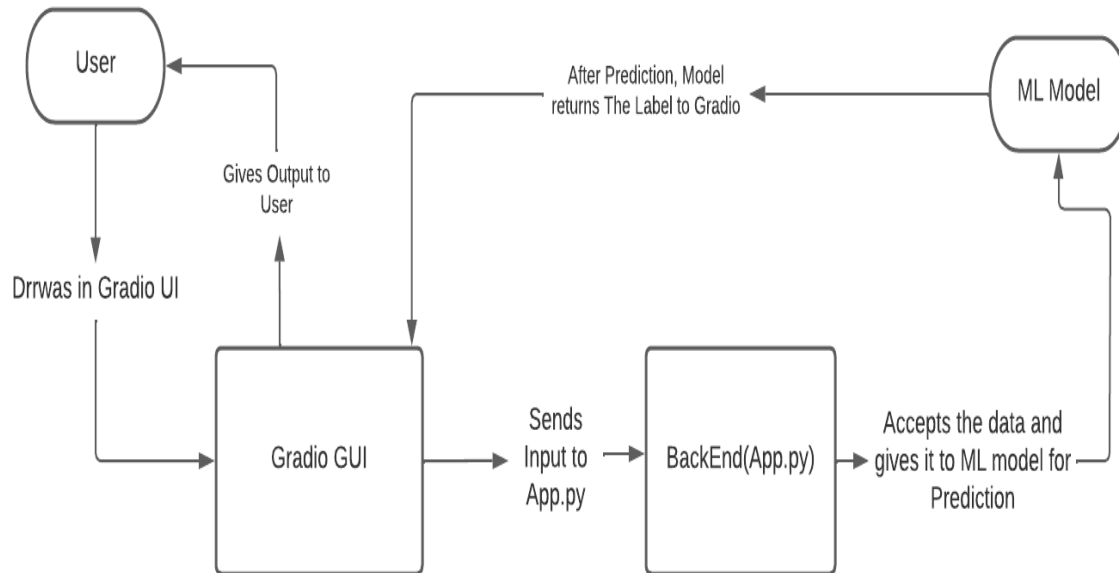 User
ML Model
After Prediction, Model
returns The Label to Gradio
Gives Output to
User
Drrwas in Gradio UI
Gradio GUI
Sends
Input to
App.py
BackEnd(App.py)
Accepts the data and
gives it to ML model for
Prediction